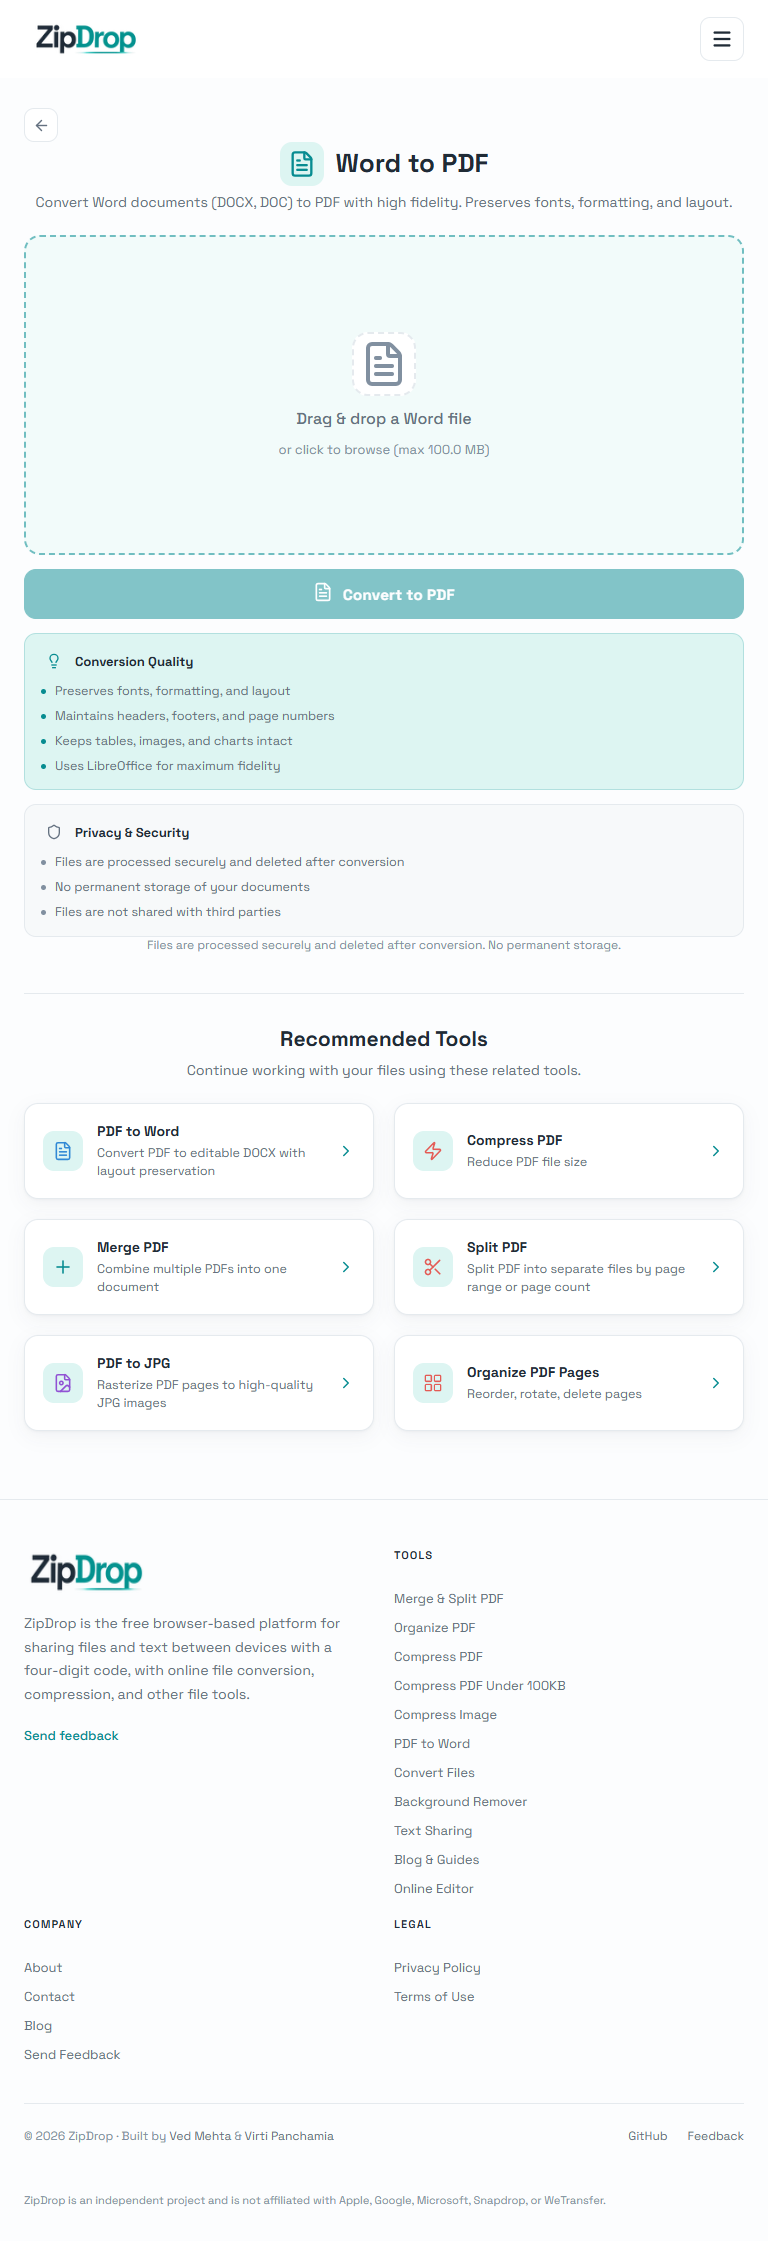 ZipDrop
Word to PDF
Convert Word documents (DOCX, DOC) to PDF with high fidelity. Preserves fonts, formatting, and layout.
Drag & drop a Word file
or click to browse (max 100.0 MB)
Convert to PDF
Conversion Quality
Preserves fonts, formatting, and layout
Maintains headers, footers, and page numbers
Keeps tables, images, and charts intact
Uses LibreOffice for maximum fidelity
Privacy & Security
Files are processed securely and deleted after conversion
No permanent storage of your documents
Files are not shared with third parties
Files are processed securely and deleted after conversion. No permanent storage.
Recommended Tools
Continue working with your files using these related tools.
PDF to Word
Convert PDF to editable DOCX with
layout preservation
Compress PDF
Reduce PDF file size
Merge PDF
Combine multiple PDFs into one
document
Split PDF
Split PDF into separate files by page
range or page count
PDF to JPG
Rasterize PDF pages to high-quality
JPG images
Organize PDF Pages
Reorder, rotate, delete pages
ZipDrop
ZipDrop is the free browser-based platform for
sharing files and text between devices with a
four-digit code, with online file conversion,
compression, and other file tools.
Send feedback
TOOLS
Merge & Split PDF
Organize PDF
Compress PDF
Compress PDF Under 100KB
Compress Image
PDF to Word
Convert Files
Background Remover
Text Sharing
Blog & Guides
Online Editor
COMPANY
About
Contact
Blog
Send Feedback
LEGAL
Privacy Policy
Terms of Use
© 2026 ZipDrop · Built by Ved Mehta & Virti Panchamia
GitHub Feedback
ZipDrop is an independent project and is not affiliated with Apple, Google, Microsoft, Snapdrop, or WeTransfer.